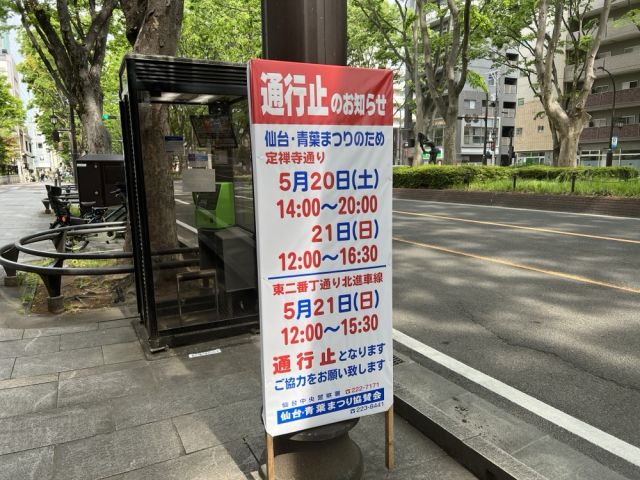 通行止のお知らせ
仙台・青葉まつりのため
定禅寺通り
5月20日(土)
14:00〜20:00
21日(日)
12:00〜16:30
東二番丁通り北進車線
5月21日(日)
12:00〜15:30
通行止となります
ご協力をお願い致します
仙台中央警察署 ☎222-7171
仙台・青葉まつり協賛会
☎223-8441